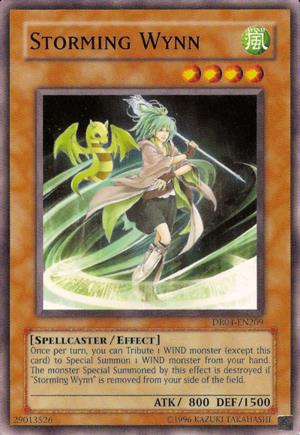 STORMING WYNN
WIND
風
DR04-EN209
[SPELLCASTER / EFFECT]
Once per turn, you can Tribute 1 WIND monster (except this
card) to Special Summon 1 WIND monster from your hand.
The monster Special Summoned by this effect is destroyed if
"Storming Wynn" is removed from your side of the field.
ATK/ 800 DEF/1500
29013526
©1996 KAZUKI TAKAHASHI